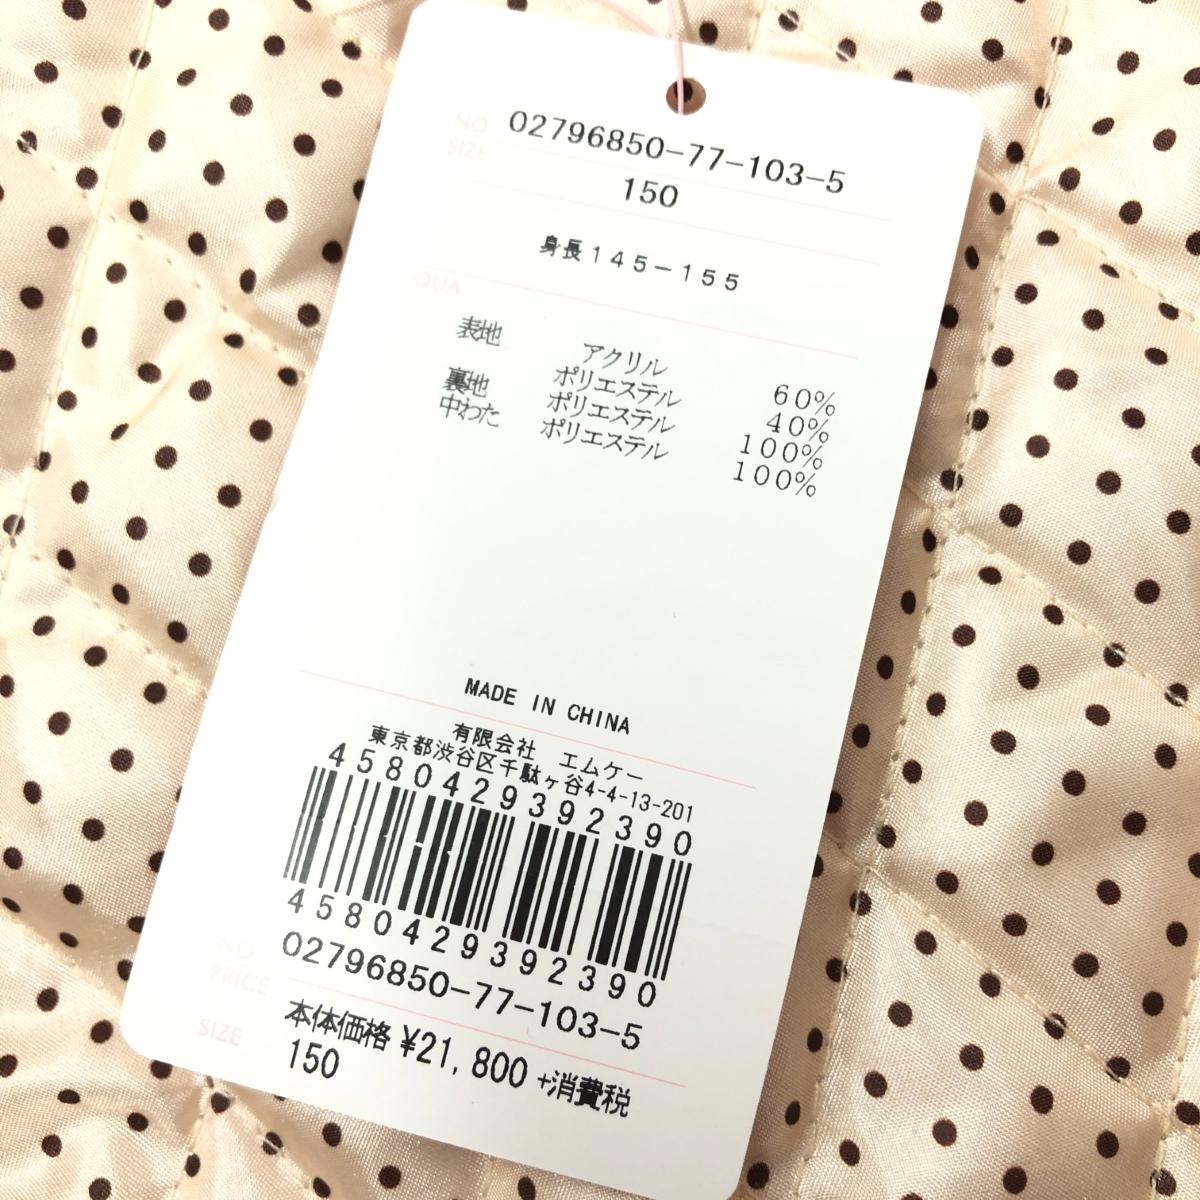 NO 02796850-77-103-5
SIZE 150
身長145-155
QUA
表地 アクリル 60%
ポリエステル 40%
裏地 ポリエステル 100%
中わた ポリエステル 100%
MADE IN CHINA
有限会社 エムケー
東京都渋谷区千駄ヶ谷4-4-13-201
4580429392390
4580429392390
NO 02796850-77-103-5
PRICE 本体価格 ¥21,800 +消費税
SIZE 150